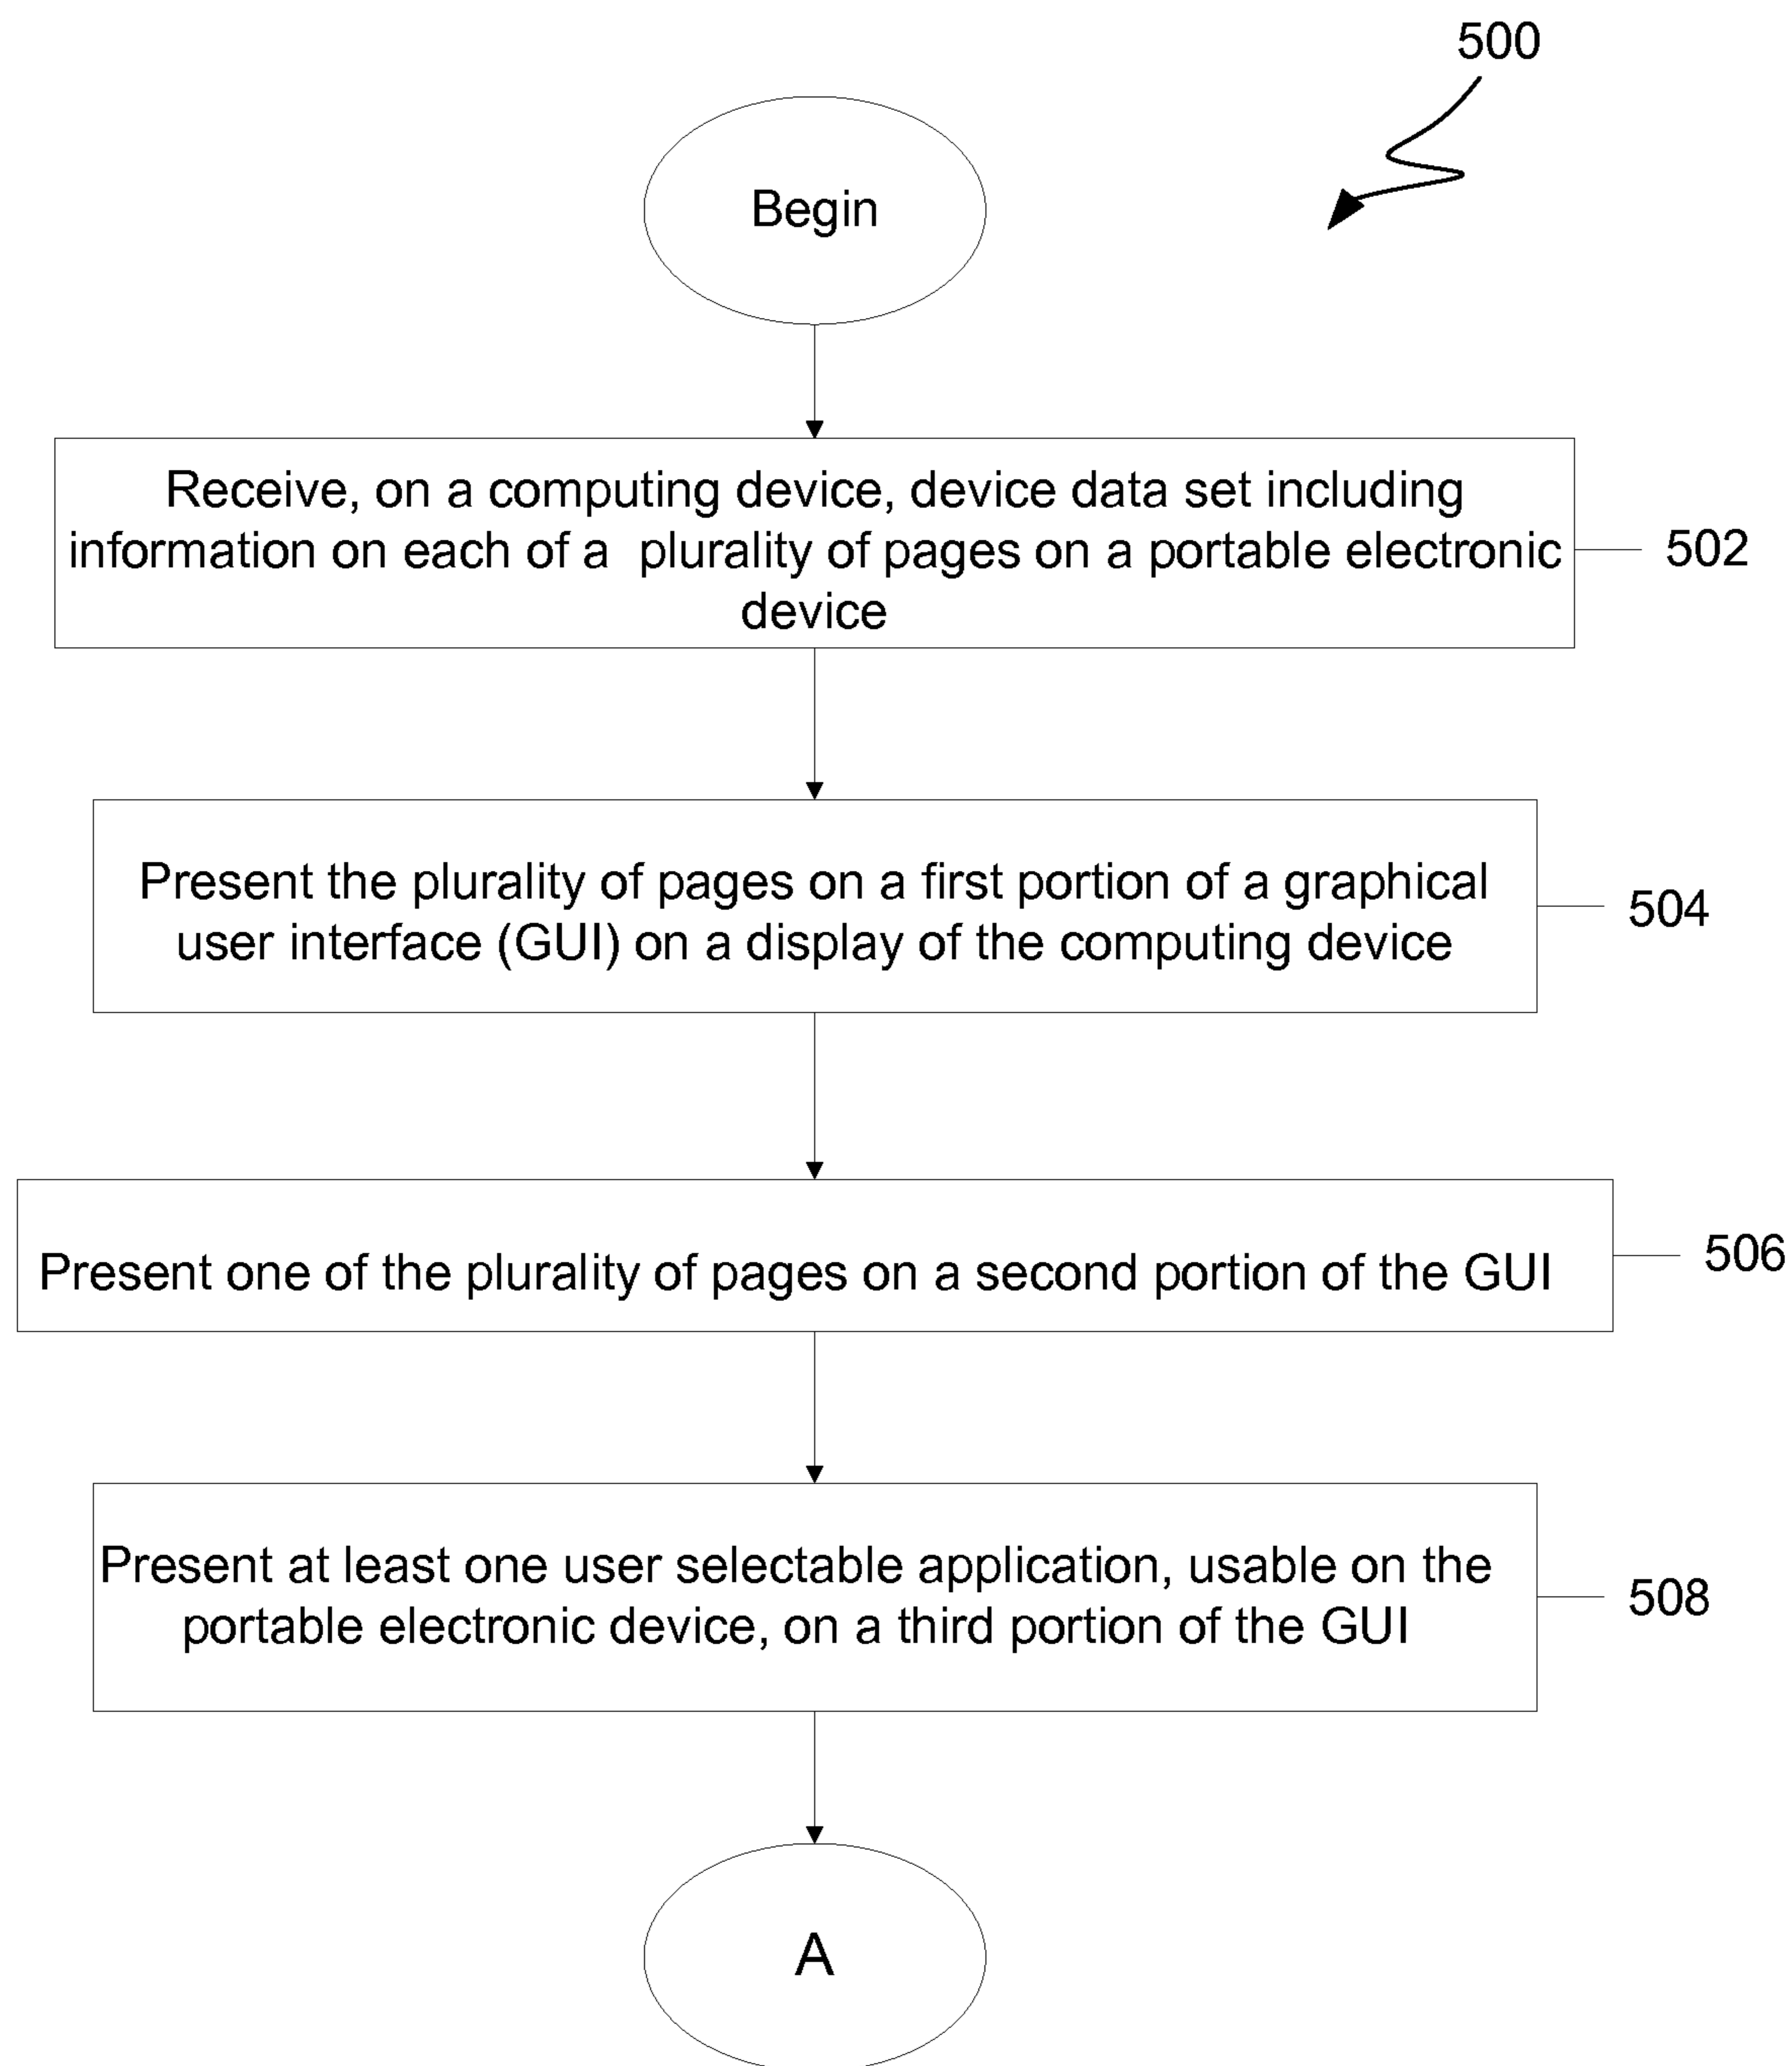 500
Begin
Receive, on a computing device, device data set including
information on each of a plurality of pages on a portable electronic
device
502
Present the plurality of pages on a first portion of a graphical
user interface (GUI) on a display of the computing device
504
Present one of the plurality of pages on a second portion of the GUI
506
Present at least one user selectable application, usable on the
portable electronic device, on a third portion of the GUI
508
A